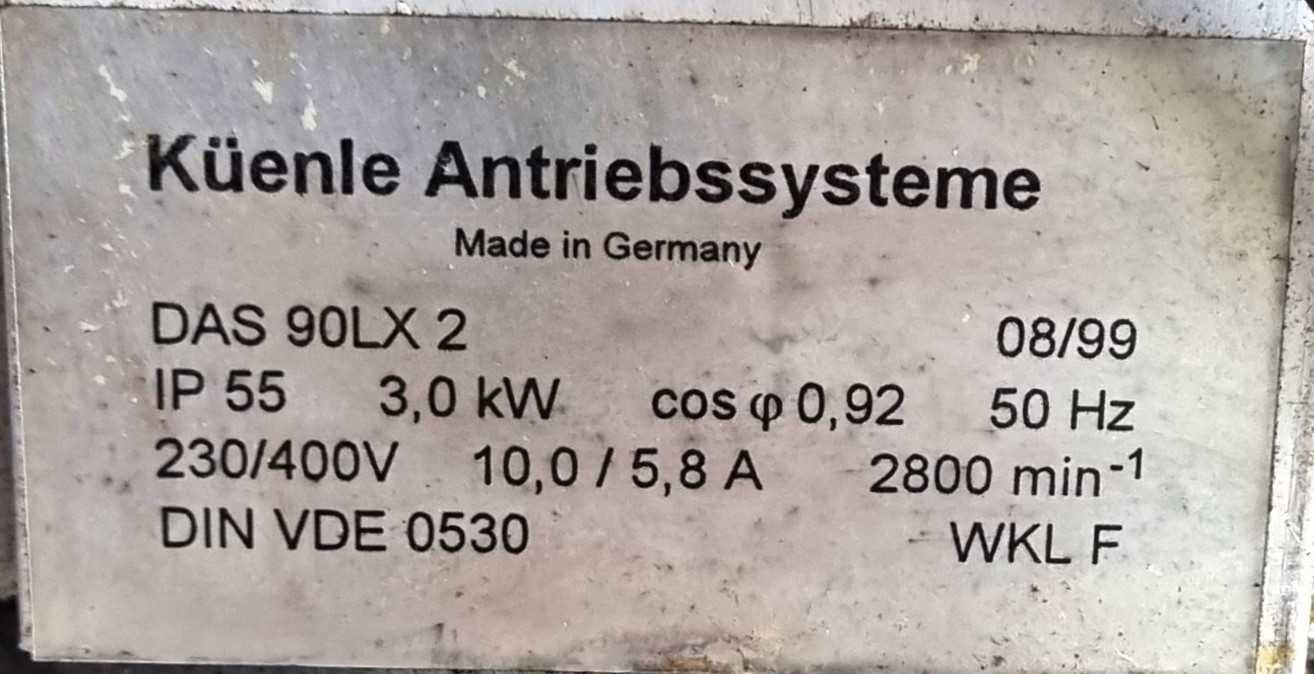 Küenle Antriebssysteme
Made in Germany
DAS 90LX 2 08/99
IP 55 3,0 kW cos φ 0,92 50 Hz
230/400V 10,0 / 5,8 A 2800 min⁻¹
DIN VDE 0530 WKL F